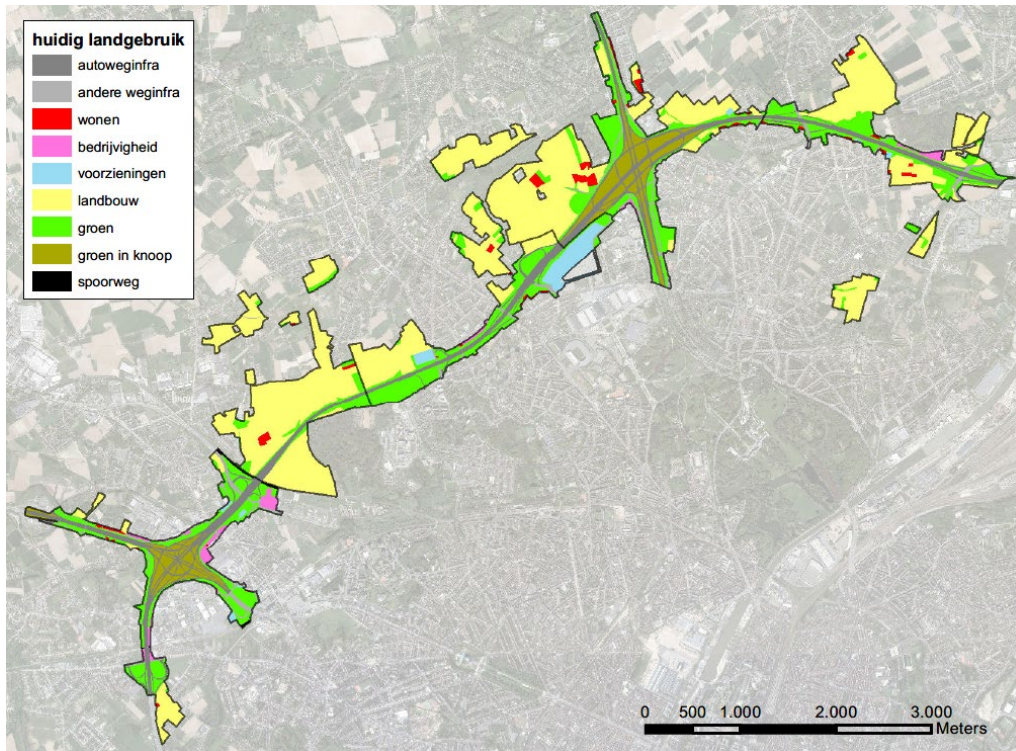 huidig landgebruik
autoweginfra
andere weginfra
wonen
bedrijvigheid
voorzieningen
landbouw
groen
groen in knoop
spoorweg
0 500 1.000 2.000 3.000
Meters